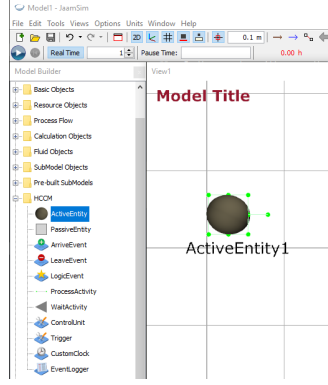 Model1 - JaamSim
File Edit Tools Views Options Units Window Help
2D 0.1 m
Real Time 1 Pause Time: 0.00 h
Model Builder View1
Basic Objects
Resource Objects
Process Flow
Calculation Objects
Fluid Objects
SubModel Objects
Pre-built SubModels
HCCM
ActiveEntity
PassiveEntity
ArriveEvent
LeaveEvent
LogicEvent
ProcessActivity
WaitActivity
ControlUnit
Trigger
CustomClock
EventLogger
Model Title
ActiveEntity1